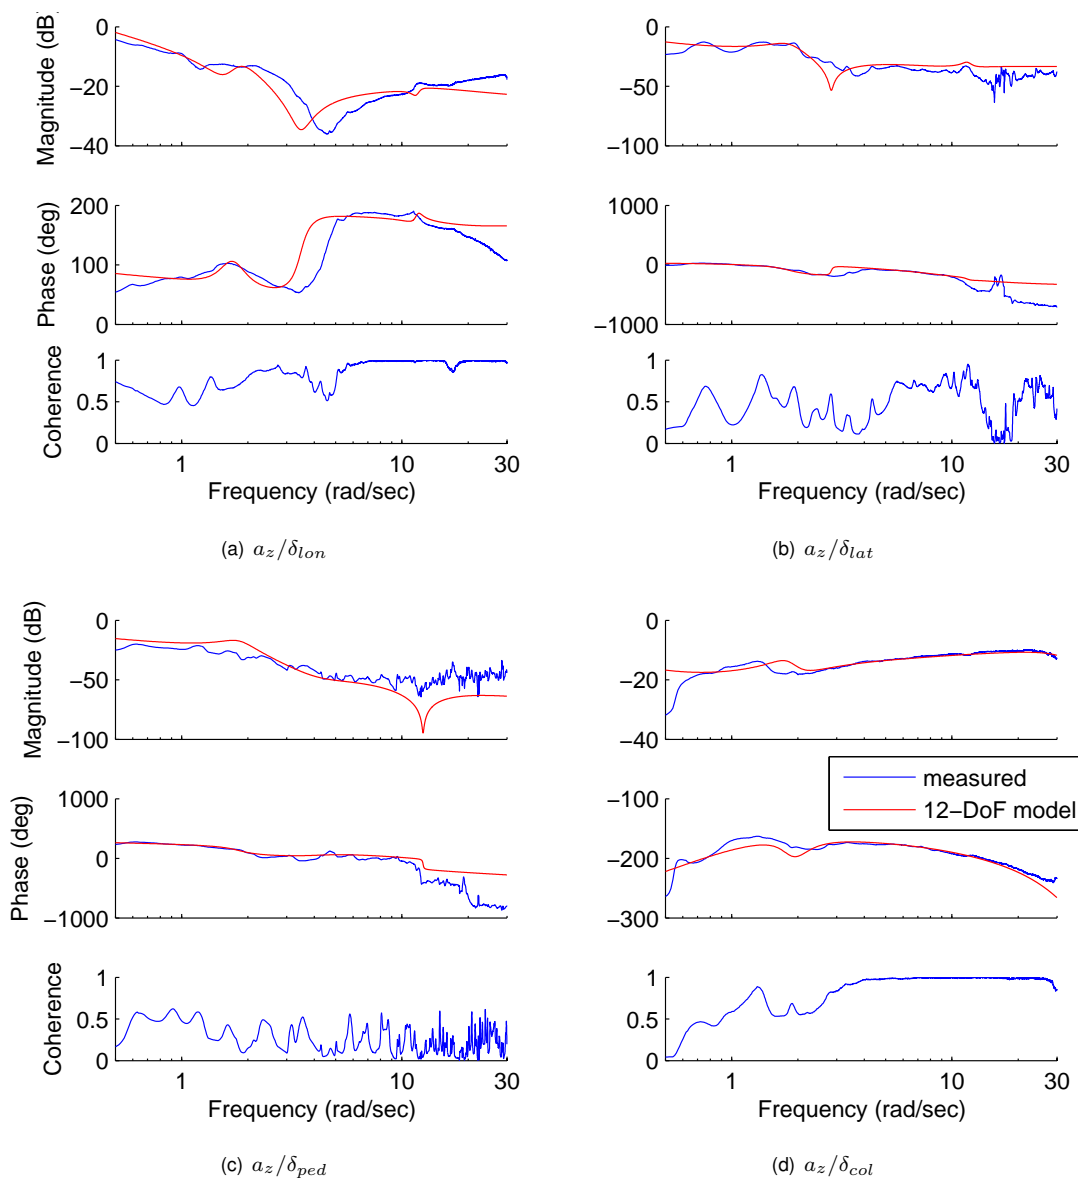 Magnitude (dB)
0
−20
−40
Phase (deg)
200
100
0
Coherence
1
0.5
0
1
10
30
Frequency (rad/sec)
(a) a_z/δ_lon
Magnitude (dB)
0
−50
−100
1000
0
−1000
1
0.5
0
1
10
30
Frequency (rad/sec)
(b) a_z/δ_lat
Magnitude (dB)
0
−50
−100
Phase (deg)
1000
0
−1000
Coherence
1
0.5
0
1
10
30
Frequency (rad/sec)
(c) a_z/δ_ped
0
−20
−40
measured
12−DoF model
−100
−200
−300
1
0.5
0
1
10
30
Frequency (rad/sec)
(d) a_z/δ_col